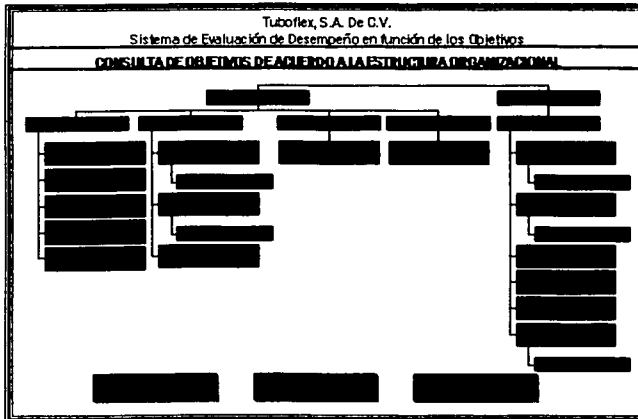 Tuboflex, S.A. De C.V.
Sistema de Evaluación de Desempeño en función de los Objetivos
CONSULTA DE OBJETIVOS DE ACUERDO A LA ESTRUCTURA ORGANIZACIONAL